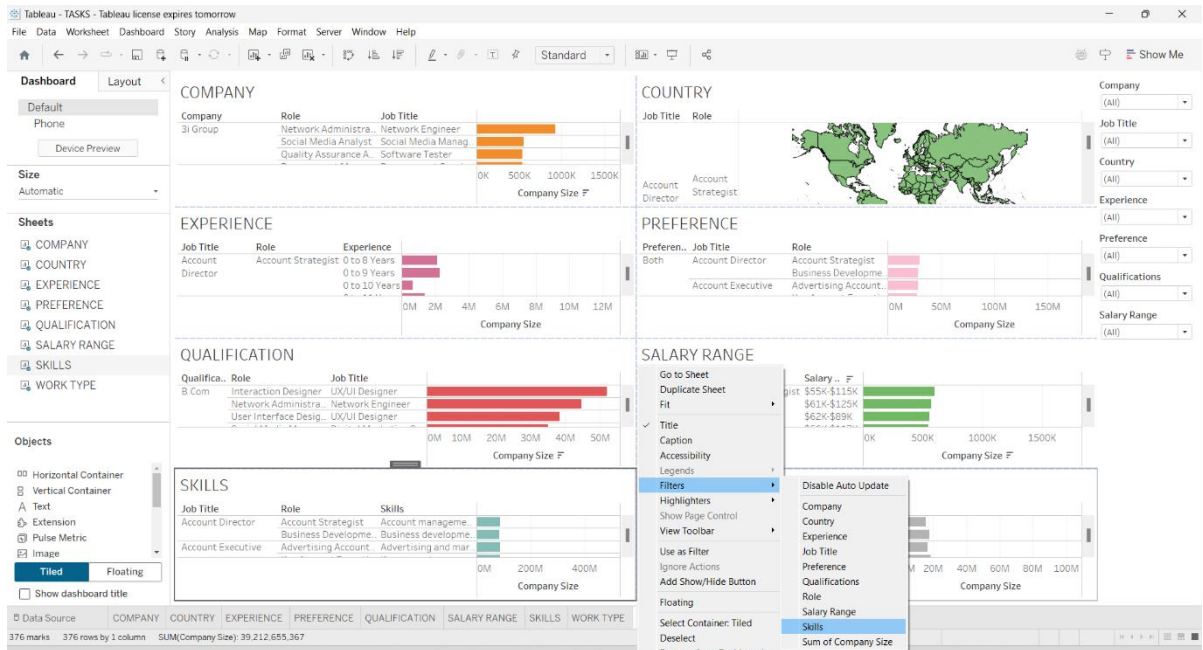 Tableau - TASKS - Tableau license expires tomorrow
File Data Worksheet Dashboard Story Analysis Map Format Server Window Help
Standard
Show Me
Dashboard Layout
Default
Phone
Device Preview
Size
Automatic
Sheets
COMPANY
COUNTRY
EXPERIENCE
PREFERENCE
QUALIFICATION
SALARY RANGE
SKILLS
WORK TYPE
Objects
Horizontal Container
Vertical Container
A Text
Extension
Pulse Metric
Image
Tiled Floating
Show dashboard title
COMPANY
Company Role Job Title
3i Group Network Administra.. Network Engineer
Social Media Analyst Social Media Manag..
Quality Assurance A.. Software Tester
0K 500K 1000K 1500K
Company Size
COUNTRY
Job Title Role
Account Director Account Strategist
EXPERIENCE
Job Title Role Experience
Account Director Account Strategist 0 to 8 Years
0 to 9 Years
0 to 10 Years
0M 2M 4M 6M 8M 10M 12M
Company Size
PREFERENCE
Preferen.. Job Title Role
Both Account Director Account Strategist
Business Developme..
Account Executive Advertising Account..
0M 50M 100M 150M
Company Size
QUALIFICATION
Qualifica.. Role Job Title
B.Com Interaction Designer UX/UI Designer
Network Administra.. Network Engineer
User Interface Desig.. UX/UI Designer
0M 10M 20M 30M 40M 50M
Company Size
SALARY RANGE
Salary ..
gist $55K-$115K
$61K-$125K
$62K-$89K
0K 500K 1000K 1500K
Company Size
SKILLS
Job Title Role Skills
Account Director Account Strategist Account manageme..
Business Developme.. Business developme..
Account Executive Advertising Account.. Advertising and mar..
0M 200M 400M
Company Size
M 20M 40M 60M 80M 100M
Company Size
Go to Sheet
Duplicate Sheet
Fit
Title
Caption
Accessibility
Legends
Filters
Highlighters
Show Page Control
View Toolbar
Use as Filter
Ignore Actions
Add Show/Hide Button
Floating
Select Container: Tiled
Deselect
Disable Auto Update
Company
Country
Experience
Job Title
Preference
Qualifications
Role
Salary Range
Skills
Sum of Company Size
Company
(All)
Job Title
(All)
Country
(All)
Experience
(All)
Preference
(All)
Qualifications
(All)
Salary Range
(All)
Data Source COMPANY COUNTRY EXPERIENCE PREFERENCE QUALIFICATION SALARY RANGE SKILLS WORK TYPE
376 marks 376 rows by 1 column SUM(Company Size): 39,212,655,367